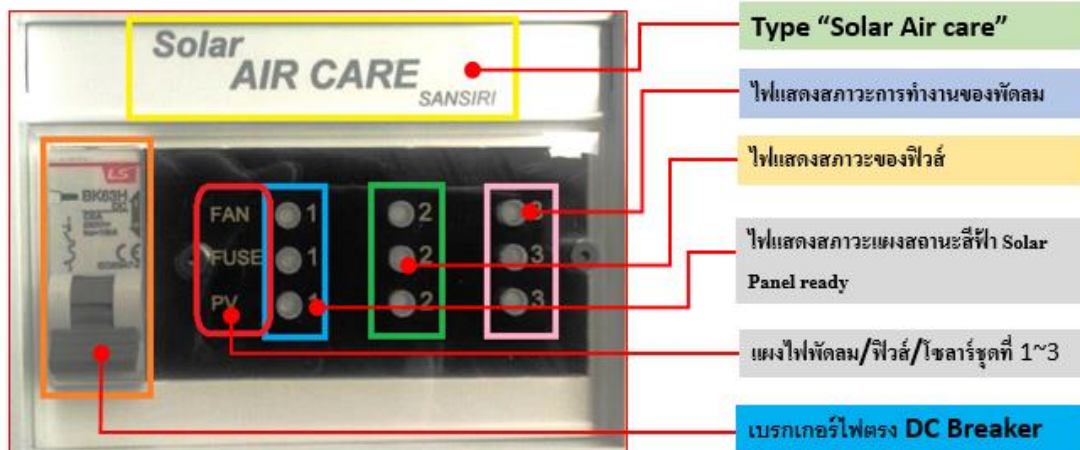 Solar
AIR CARE
SANSIRI
LS
BK63H
DC
FAN 1 2 3
FUSE 1 2 3
PV 1 2 3
Type “Solar Air care”
ไฟแสดงสภาวะการทำงานของพัดลม
ไฟแสดงสภาวะของฟิวส์
ไฟแสดงสภาวะแผงสถานะสีฟ้า Solar
Panel ready
แผงไฟพัดลม/ฟิวส์/โซลาร์ชุดที่ 1~3
เบรกเกอร์ไฟตรง DC Breaker